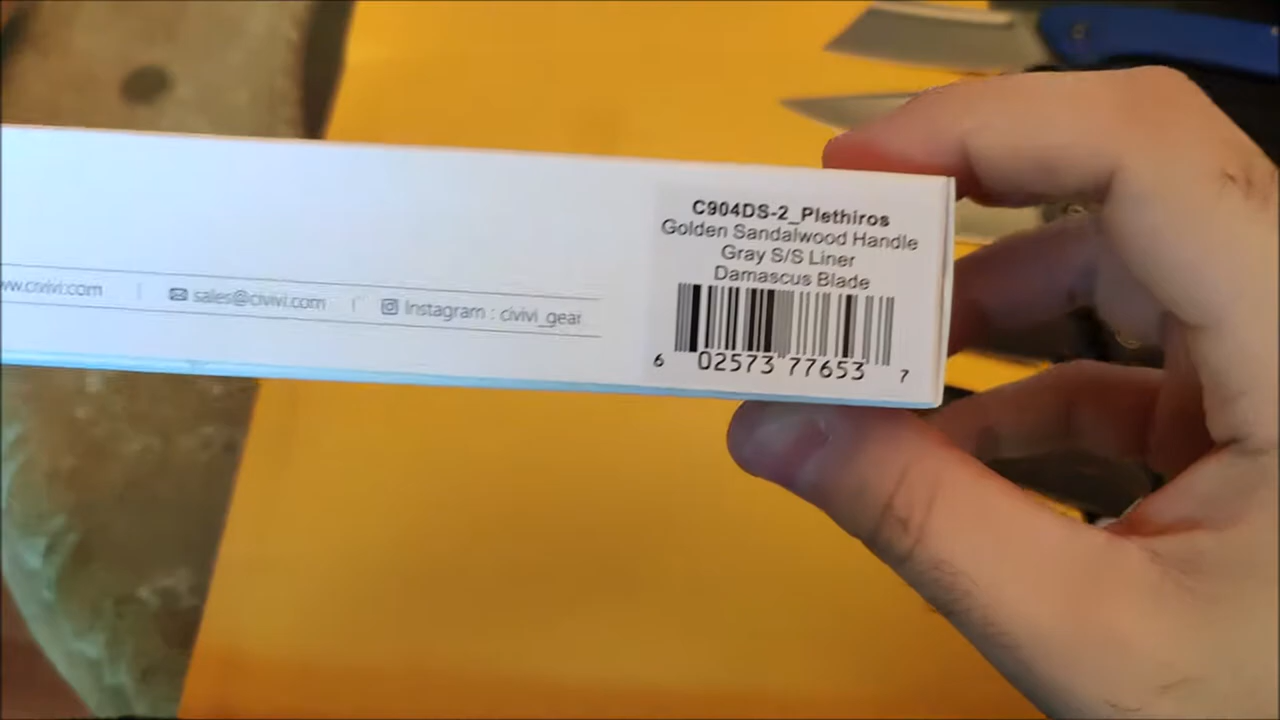 C904DS-2_Plethiros
Golden Sandalwood Handle
Gray S/S Liner
Damascus Blade
6 02573 77653 7
ww.civivi.com | sales@civivi.com | Instagram : civivi_gear